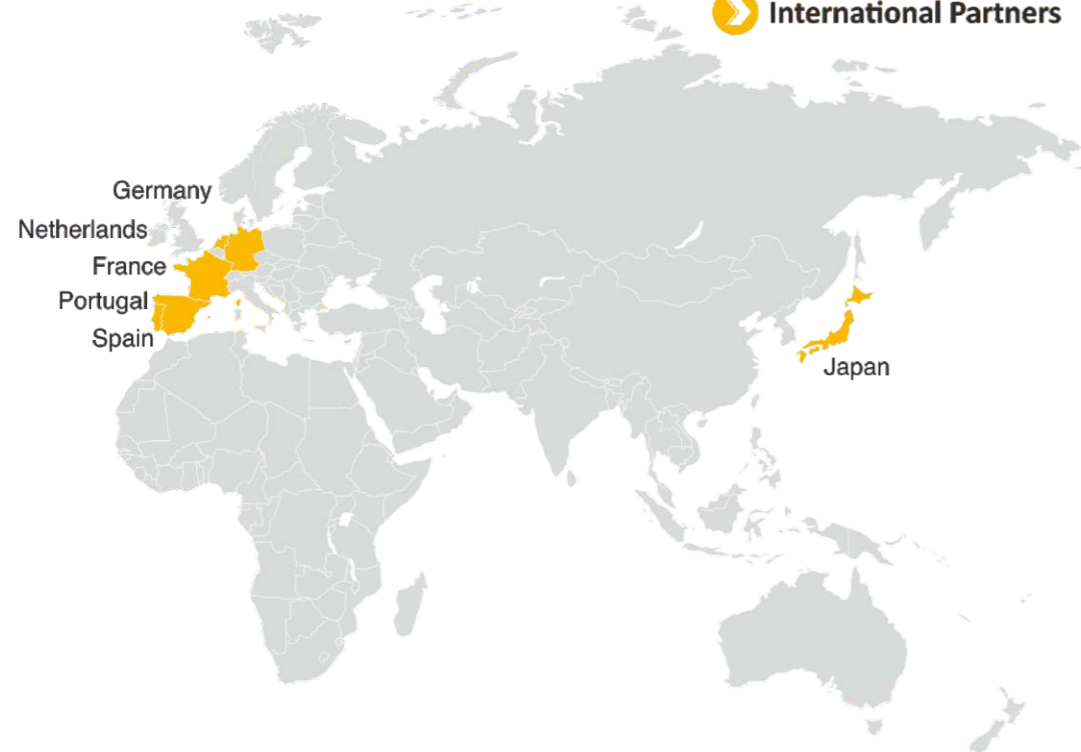 International Partners
Germany
Netherlands
France
Portugal
Spain
Japan